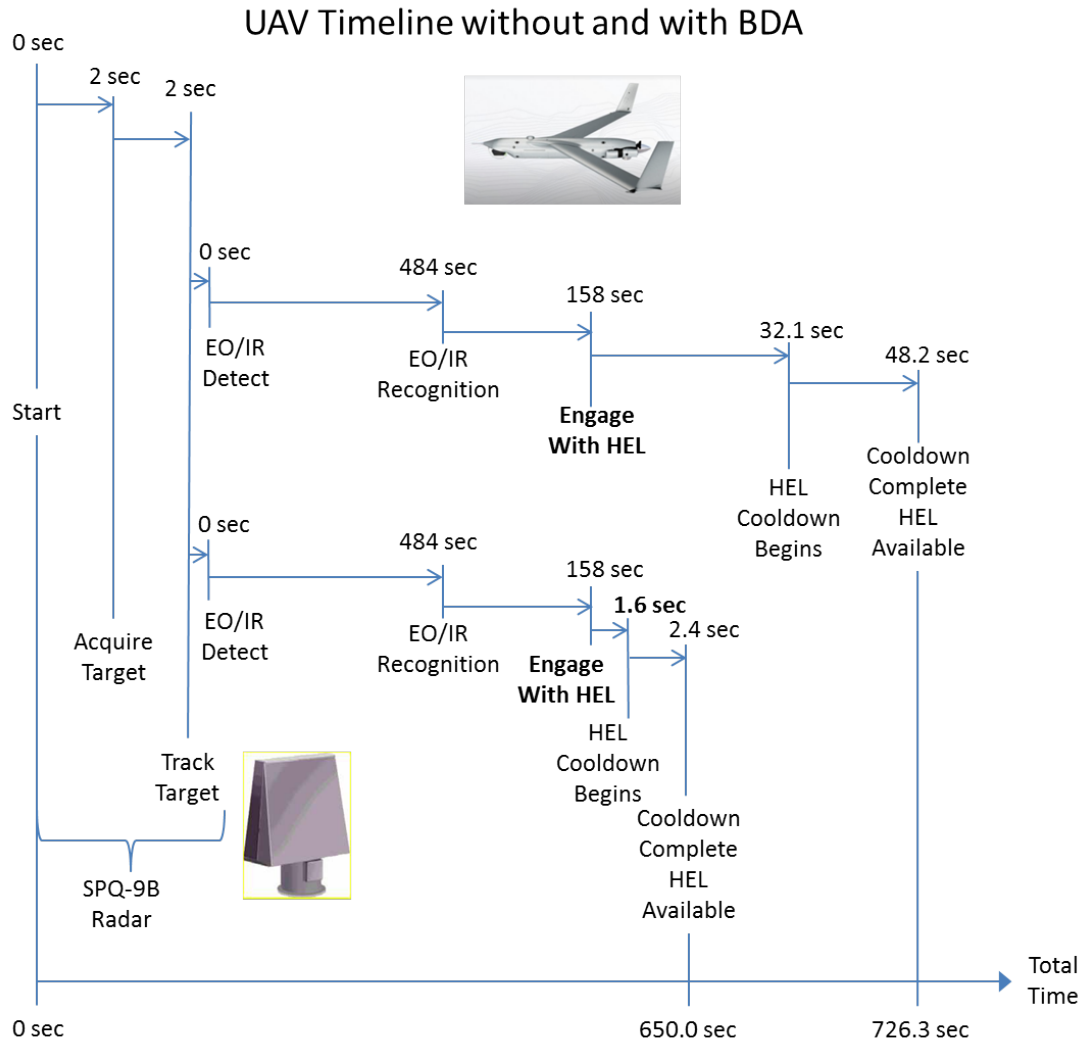 UAV Timeline without and with BDA
0 sec
2 sec
2 sec
0 sec
484 sec
158 sec
32.1 sec
48.2 sec
EO/IR
Detect
EO/IR
Recognition
Engage
With HEL
Start
HEL
Cooldown
Begins
Cooldown
Complete
HEL
Available
0 sec
484 sec
158 sec
1.6 sec
2.4 sec
Acquire
Target
EO/IR
Detect
EO/IR
Recognition
Engage
With HEL
HEL
Cooldown
Begins
Track
Target
Cooldown
Complete
HEL
Available
SPQ-9B
Radar
Total
Time
0 sec
650.0 sec
726.3 sec